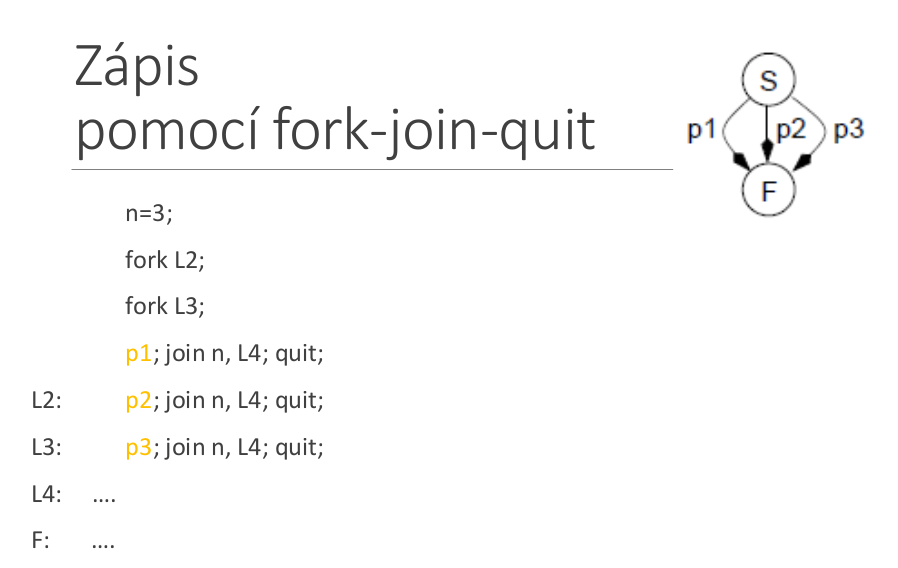 Zápis
pomocí fork-join-quit
S
p1
p2
p3
F
n=3;
fork L2;
fork L3;
p1; join n, L4; quit;
L2: p2; join n, L4; quit;
L3: p3; join n, L4; quit;
L4: ....
F: ....